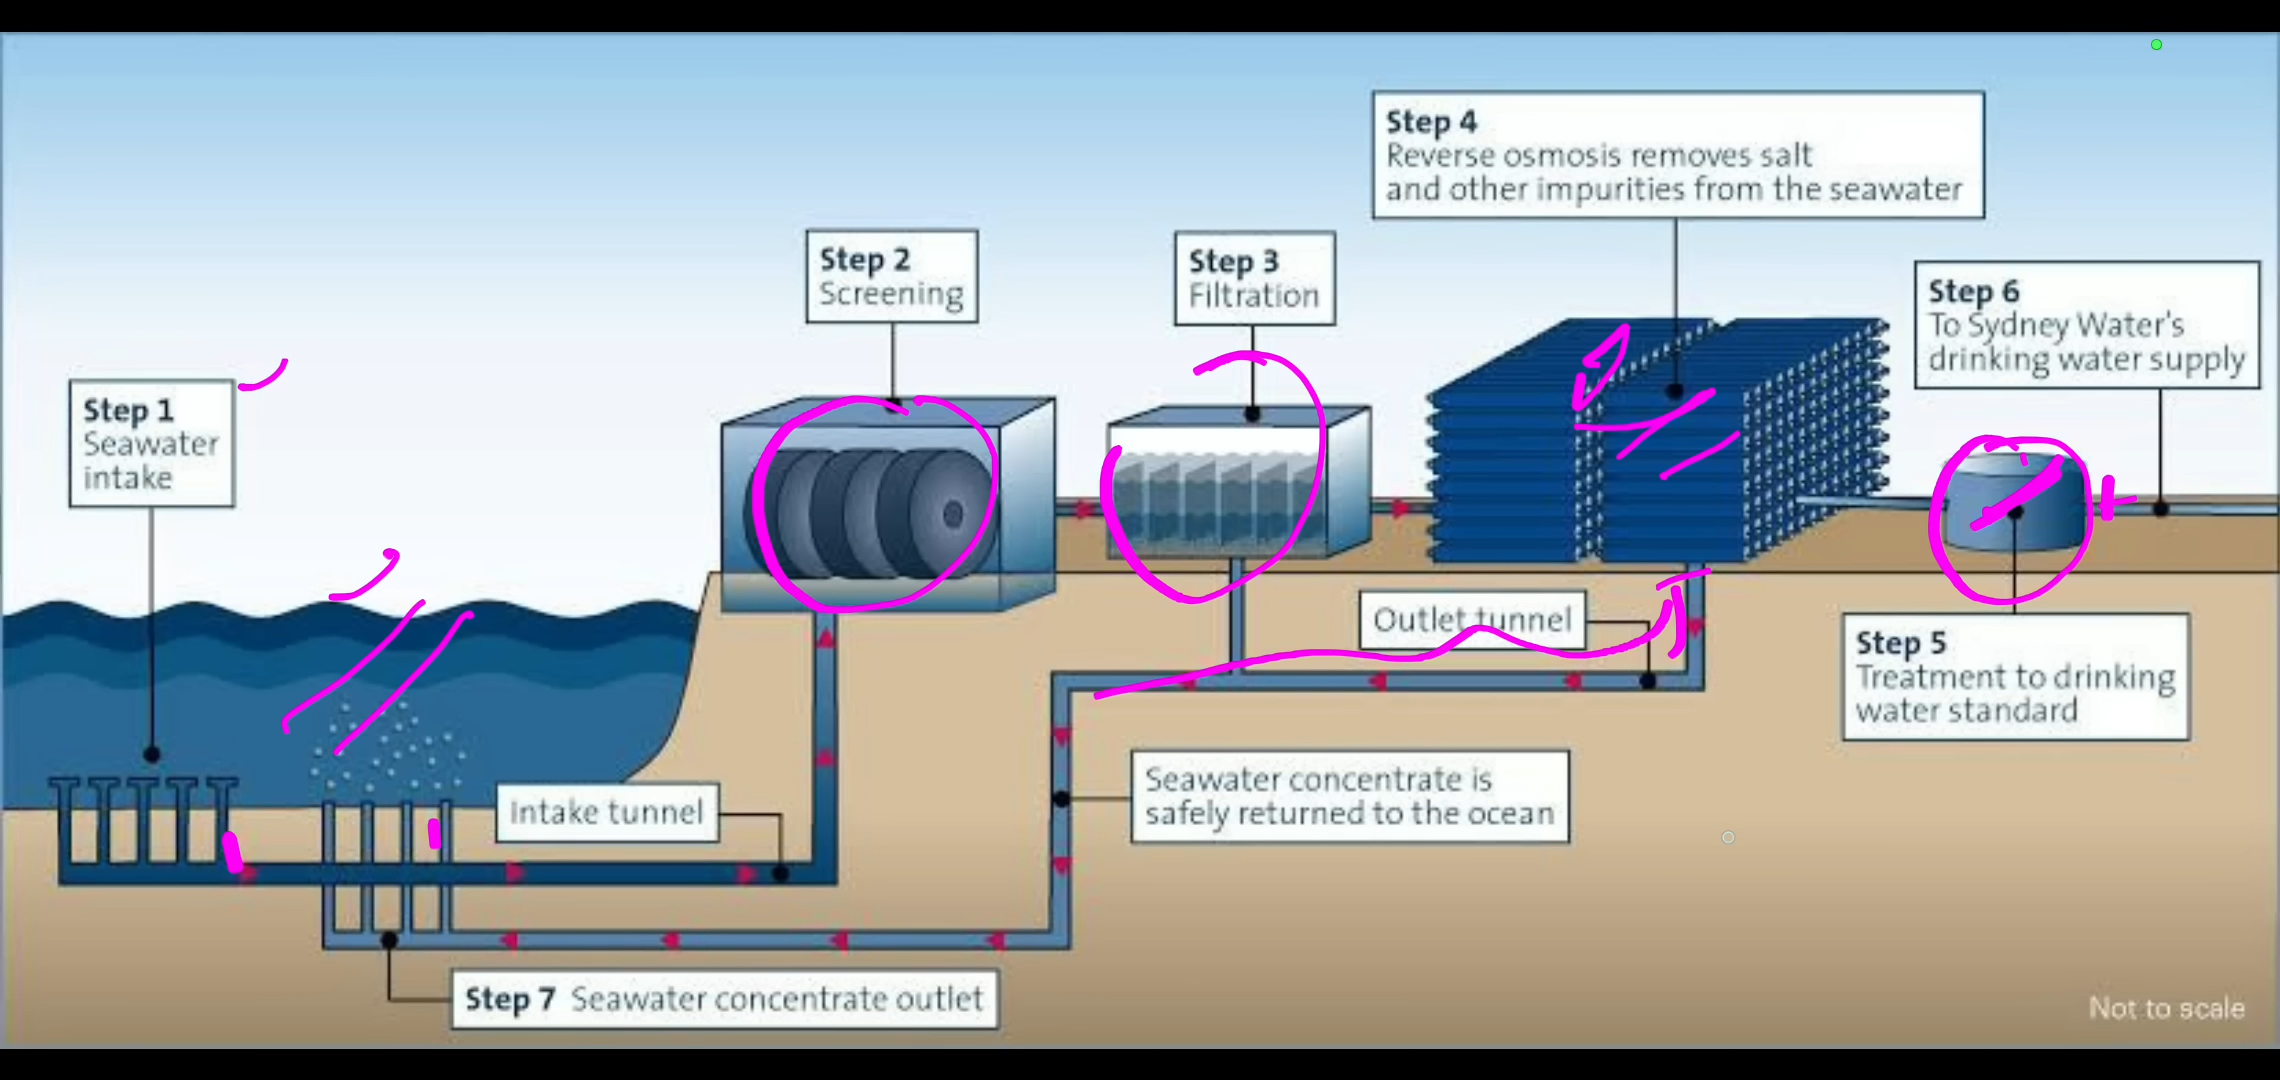 Step 1
Seawater
intake
Step 2
Screening
Step 3
Filtration
Step 4
Reverse osmosis removes salt
and other impurities from the seawater
Step 6
To Sydney Water's
drinking water supply
Step 5
Treatment to drinking
water standard
Outlet tunnel
Intake tunnel
Seawater concentrate is
safely returned to the ocean
Step 7 Seawater concentrate outlet
Not to scale